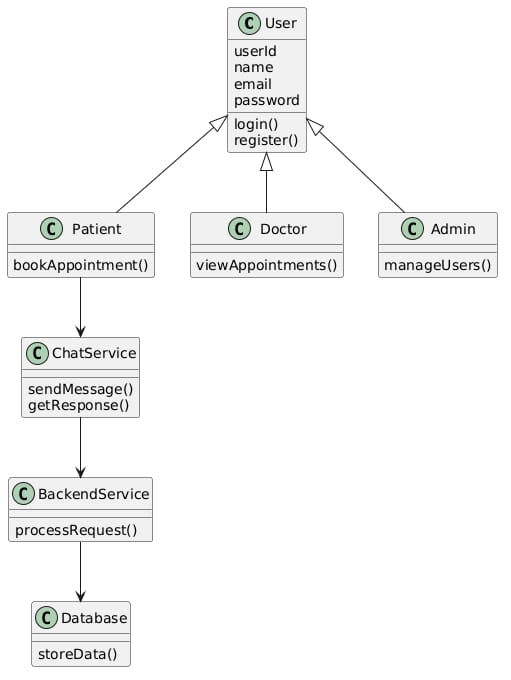 C User
userId
name
email
password
login()
register()
C Patient
bookAppointment()
C Doctor
viewAppointments()
C Admin
manageUsers()
C ChatService
sendMessage()
getResponse()
C BackendService
processRequest()
C Database
storeData()